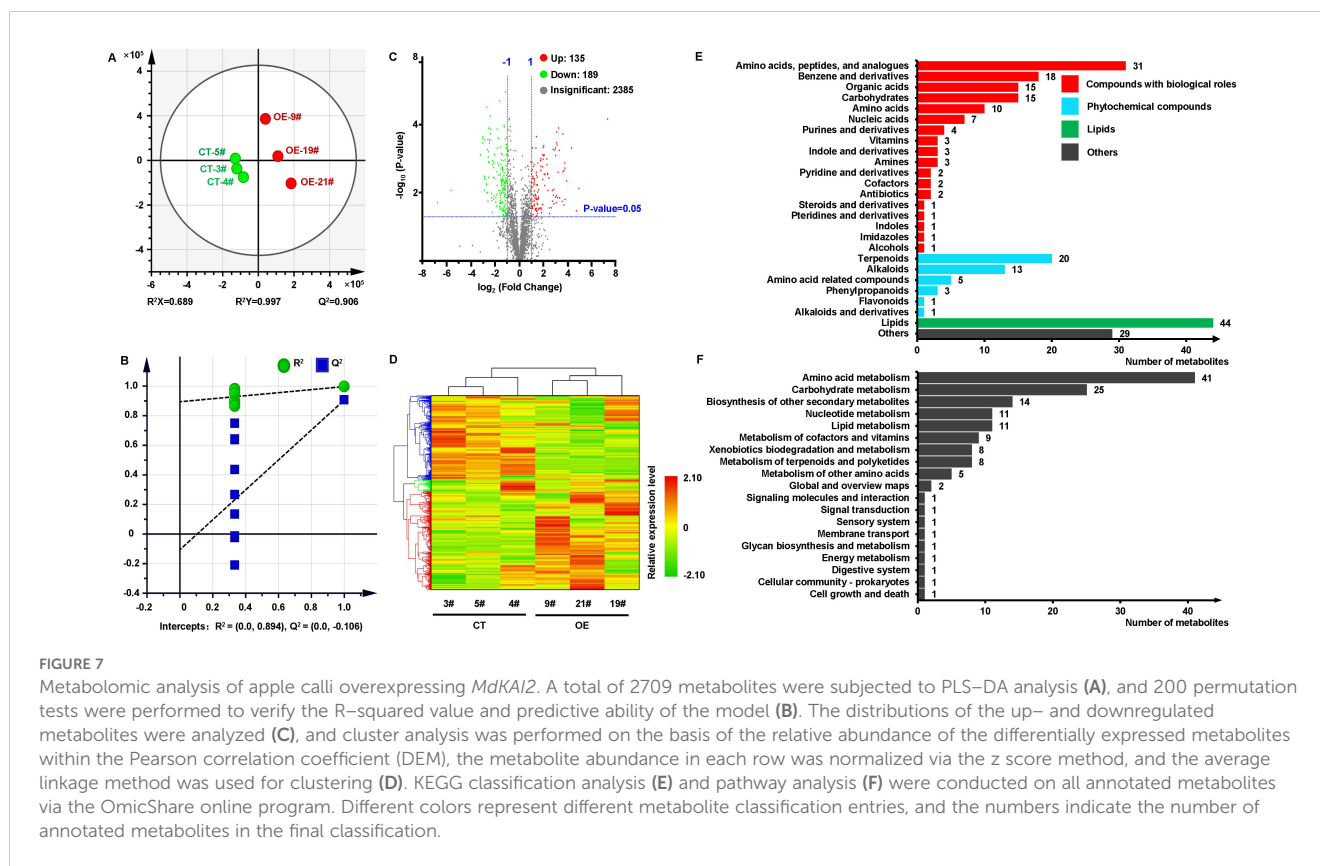 A
×10⁵
4
4
0
-2
-4
-6
-4
-2
0
2
4
6
×10⁵
OE-9#
OE-19#
OE-21#
CT-5#
CT-3#
CT-4#
R²X=0.689
R²Y=0.997
Q²=0.906
C
-1
1
Up: 135
Down: 189
Insignificant: 2385
8
4
2
-log₁₀ (P-value)
P-value=0.05
-8
-6
-4
-2
0
2
4
6
8
log₂ (Fold Change)
E
Amino acids, peptides, and analogues 31
Benzene and derivatives 18
Organic acids 15
Carbohydrates 15
Amino acids 10
Nucleic acids 7
Purines and derivatives 4
Vitamins 3
Indole and derivatives 3
Amines 3
Pyridine and derivatives 2
Cofactors 2
Antibiotics 2
Steroids and derivatives 1
Pteridines and derivatives 1
Indoles 1
Imidazoles 1
Alcohols 1
Terpenoids 20
Alkaloids 13
Amino acid related compounds 5
Phenylpropanoids 3
Flavonoids 1
Alkaloids and derivatives 1
Lipids 44
Others 29
Compounds with biological roles
Phytochemical compounds
Lipids
Others
0
10
20
30
40
Number of metabolites
B
R²
Q²
1.0
0.8
0.6
0.4
0.2
0
-0.2
-0.4
-0.2
0
0.2
0.4
0.6
0.8
1.0
Intercepts: R² = (0.0, 0.894), Q² = (0.0, -0.106)
D
2.10
0
-2.10
Relative expression level
3#
5#
4#
9#
21#
19#
CT
OE
F
Amino acid metabolism 41
Carbohydrate metabolism 25
Biosynthesis of other secondary metabolites 14
Nucleotide metabolism 11
Lipid metabolism 11
Metabolism of cofactors and vitamins 9
Xenobiotics biodegradation and metabolism 8
Metabolism of terpenoids and polyketides 8
Metabolism of other amino acids 5
Global and overview maps 2
Signaling molecules and interaction 1
Signal transduction 1
Sensory system 1
Membrane transport 1
Glycan biosynthesis and metabolism 1
Energy metabolism 1
Digestive system 1
Cellular community - prokaryotes 1
Cell growth and death 1
0
10
20
30
40
Number of metabolites
FIGURE 7
Metabolomic analysis of apple calli overexpressing MdKAI2. A total of 2709 metabolites were subjected to PLS–DA analysis (A), and 200 permutation
tests were performed to verify the R–squared value and predictive ability of the model (B). The distributions of the up– and downregulated
metabolites were analyzed (C), and cluster analysis was performed on the basis of the relative abundance of the differentially expressed metabolites
within the Pearson correlation coefficient (DEM), the metabolite abundance in each row was normalized via the z score method, and the average
linkage method was used for clustering (D). KEGG classification analysis (E) and pathway analysis (F) were conducted on all annotated metabolites
via the OmicShare online program. Different colors represent different metabolite classification entries, and the numbers indicate the number of
annotated metabolites in the final classification.